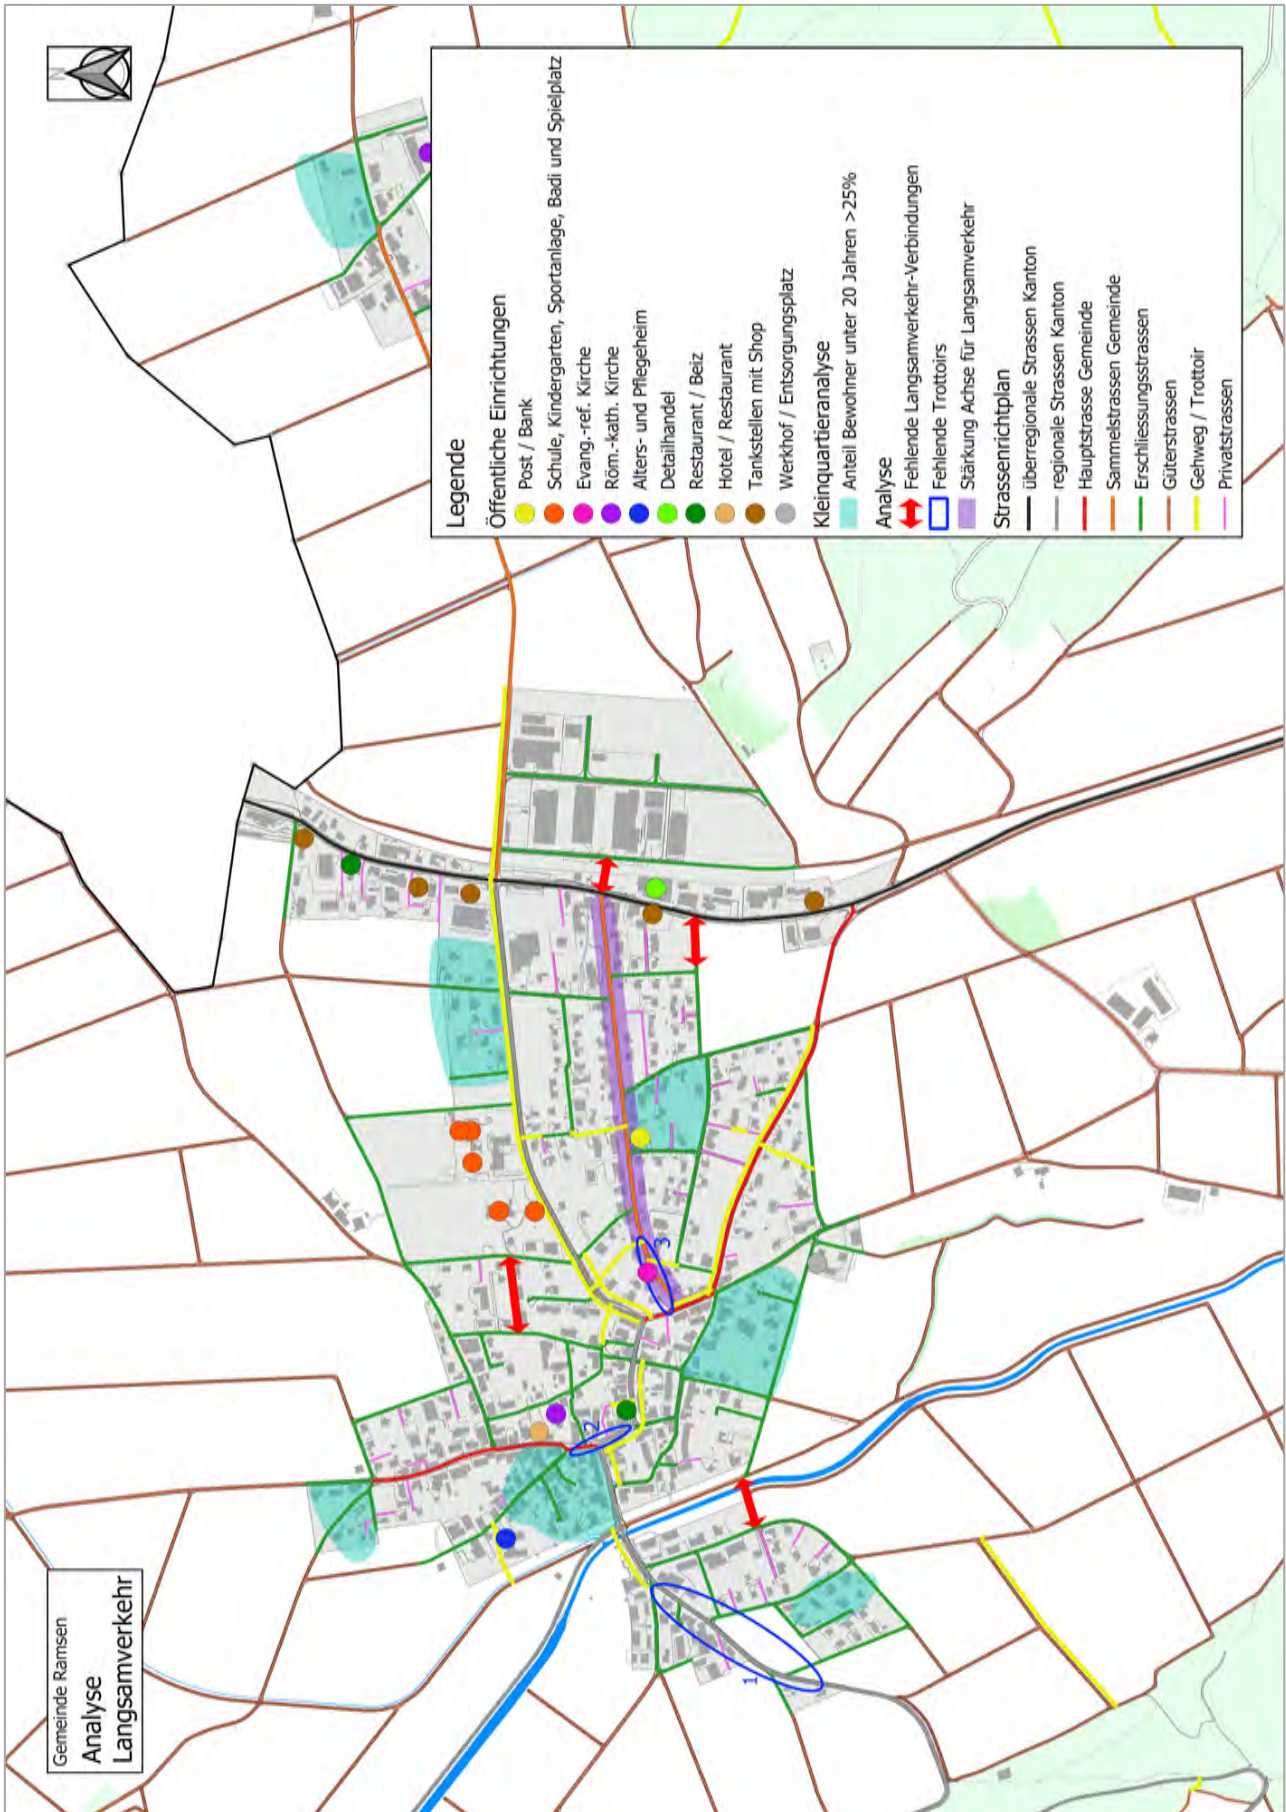 Gemeinde Ramsen
Analyse
Langsamverkehr
N
Legende
Öffentliche Einrichtungen
Post / Bank
Schule, Kindergarten, Sportanlage, Badi und Spielplatz
Evang.-ref. Kirche
Röm.-kath. Kirche
Alters- und Pflegeheim
Detailhandel
Restaurant / Beiz
Hotel / Restaurant
Tankstellen mit Shop
Werkhof / Entsorgungsplatz
Kleinquartieranalyse
Anteil Bewohner unter 20 Jahren >25%
Analyse
Fehlende Langsamverkehr-Verbindungen
Fehlende Trottoirs
Stärkung Achse für Langsamverkehr
Strassenrichtplan
überregionale Strassen Kanton
regionale Strassen Kanton
Hauptstrasse Gemeinde
Sammelstrassen Gemeinde
Erschliessungsstrassen
Güterstrassen
Gehweg / Trottoir
Privatstrassen
1
2
3